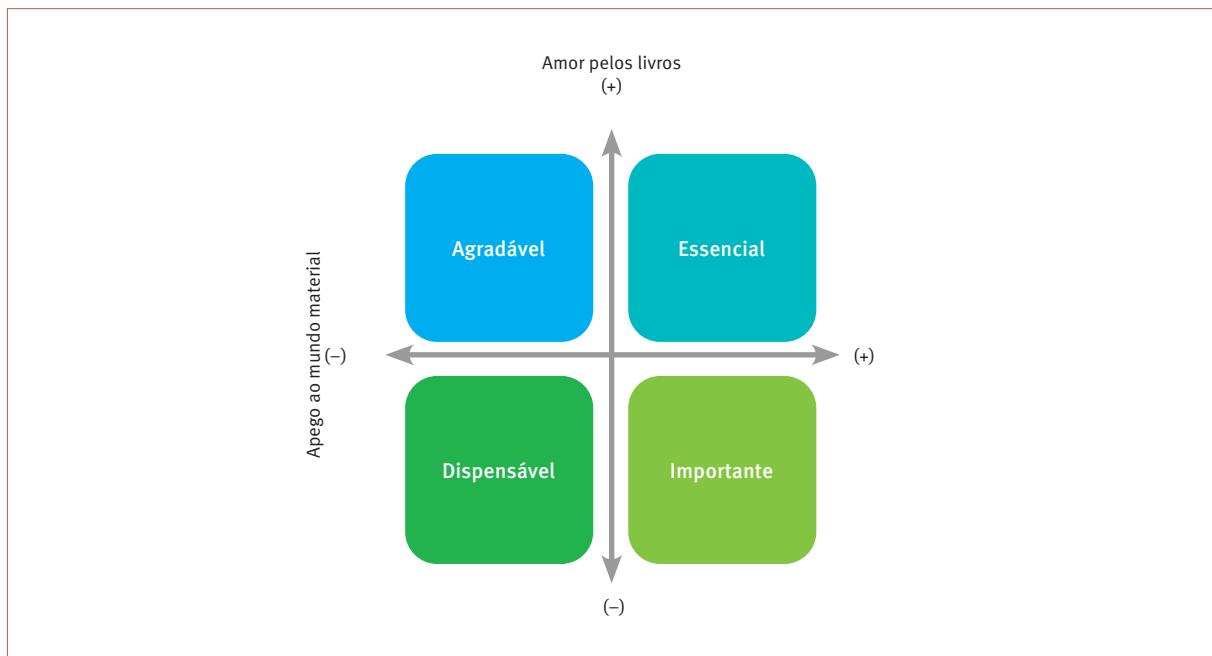 Amor pelos livros
(+)
Agradável
Essencial
Apego ao mundo material
(–)
(+)
Dispensável
Importante
(–)